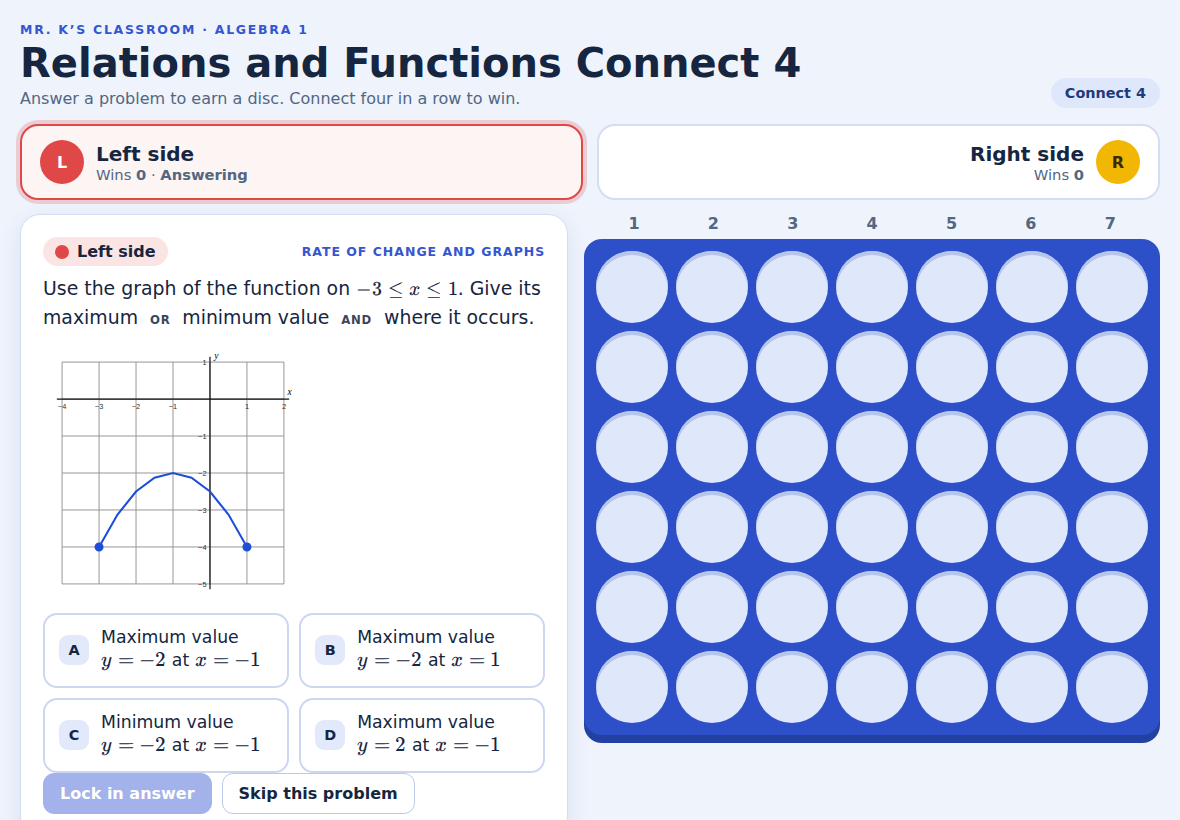 MR. K’S CLASSROOM · ALGEBRA 1
Relations and Functions Connect 4
Answer a problem to earn a disc. Connect four in a row to win.
Connect 4
L
Left side
Wins 0 · Answering
Right side
Wins 0
R
Left side
RATE OF CHANGE AND GRAPHS
Use the graph of the function on −3 ≤ x ≤ 1. Give its
maximum OR minimum value AND where it occurs.
y
1
x
−4 −3 −2 −1 1 2
−1
−2
−3
−4
−5
A
Maximum value
y = −2 at x = −1
B
Maximum value
y = −2 at x = 1
C
Minimum value
y = −2 at x = −1
D
Maximum value
y = 2 at x = −1
Lock in answer
Skip this problem
1 2 3 4 5 6 7